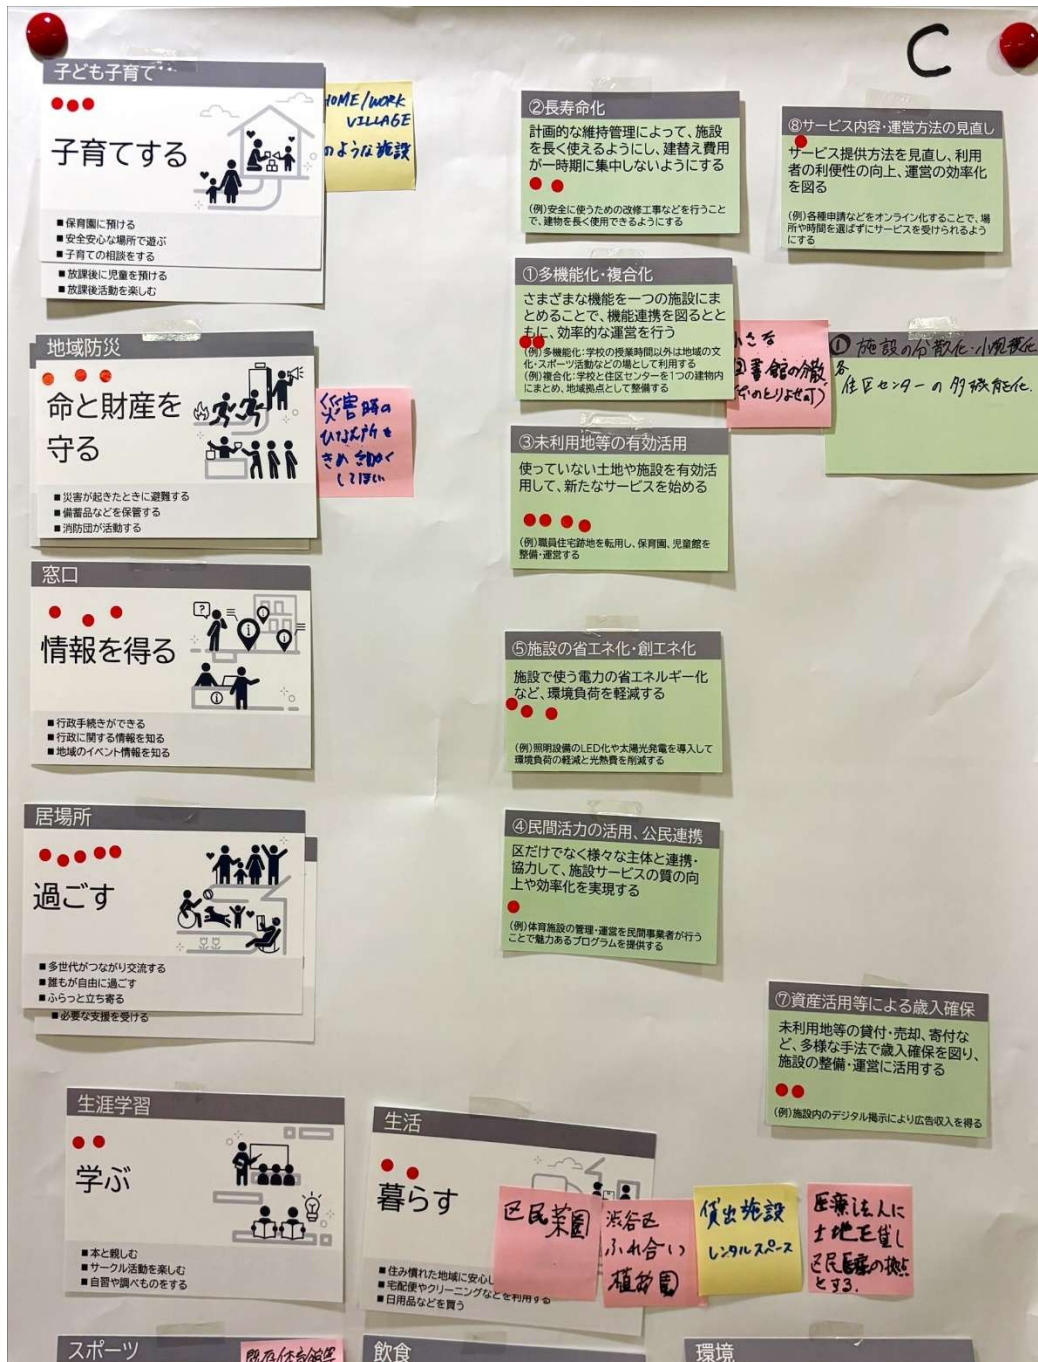 C
子ども子育て
子育てする
■保育園に預ける
■安全安心な場所で遊ぶ
■子育ての相談をする
■放課後に児童を預ける
■放課後活動を楽しむ
HOME/WORK
VILLAGE
のような施設
地域防災
命と財産を
守る
■災害が起きたときに避難する
■備蓄品などを保管する
■消防団が活動する
災害時の
ひなん所を
きめ細かく
してほしい
窓口
情報を得る
■行政手続きができる
■行政に関する情報を知る
■地域のイベント情報を知る
居場所
過ごす
■多世代がつながり交流する
■誰もが自由に過ごす
■ふらっと立ち寄る
■必要な支援を受ける
生涯学習
学ぶ
■本と親しむ
■サークル活動を楽しむ
■自習や調べものをする
生活
暮らす
■住み慣れた地域に安心し
■宅配便やクリーニングなどを利用する
■日用品などを買う
区民菜園
渋谷区
ふれ合い
植物園
貸出施設
レンタルスペース
医療法人に
土地を貸し
区民医療の拠点
とする.
②長寿命化
計画的な維持管理によって、施設
を長く使えるようにし、建替え費用
が一時期に集中しないようにする
(例)安全に使うための改修工事などを行うこと
で、建物を長く使用できるようにする
⑧サービス内容・運営方法の見直し
サービス提供方法を見直し、利用
者の利便性の向上、運営の効率化
を図る
(例)各種申請などをオンライン化することで、場
所や時間を選ばずにサービスを受けられるよう
にする
①多機能化・複合化
さまざまな機能を一つの施設にま
とめることで、機能連携を図るとと
もに、効率的な運営を行う
(例)多機能化:学校の授業時間以外は地域の文
化・スポーツ活動などの場として利用する
(例)複合化:学校と住区センターを1つの建物内
にまとめ、地域拠点として整備する
小さな
図書館の分散
のとりよせ可)
① 施設の分散化・小規模化
各
住区センターの多機能化.
③未利用地等の有効活用
使っていない土地や施設を有効活
用して、新たなサービスを始める
(例)職員住宅跡地を転用し、保育園、児童館を
整備・運営する
⑤施設の省エネ化・創エネ化
施設で使う電力の省エネルギー化
など、環境負荷を軽減する
(例)照明設備のLED化や太陽光発電を導入して
環境負荷の軽減と光熱費を削減する
④民間活力の活用、公民連携
区だけでなく様々な主体と連携・
協力して、施設サービスの質の向
上や効率化を実現する
(例)体育施設の管理・運営を民間事業者が行う
ことで魅力あるプログラムを提供する
⑦資産活用等による歳入確保
未利用地等の貸付・売却、寄付な
ど、多様な手法で歳入確保を図り、
施設の整備・運営に活用する
(例)施設内のデジタル掲示により広告収入を得る
スポーツ
既存体育館等
飲食
環境